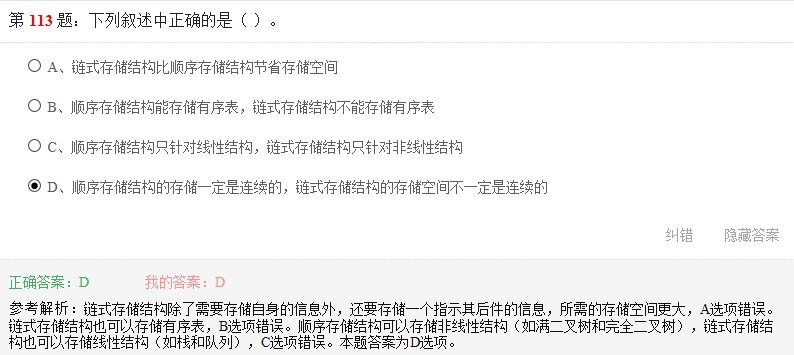 第 113 题：下列叙述中正确的是（ ）。
A、链式存储结构比顺序存储结构节省存储空间
B、顺序存储结构能存储有序表，链式存储结构不能存储有序表
C、顺序存储结构只针对线性结构，链式存储结构只针对非线性结构
D、顺序存储结构的存储一定是连续的，链式存储结构的存储空间不一定是连续的
纠错 隐藏答案
正确答案：D 我的答案：D
参考解析：链式存储结构除了需要存储自身的信息外，还要存储一个指示其后件的信息，所需的存储空间更大，A选项错误。
链式存储结构也可以存储有序表，B选项错误。顺序存储结构可以存储非线性结构（如满二叉树和完全二叉树），链式存储结
构也可以存储线性结构（如栈和队列），C选项错误。本题答案为D选项。